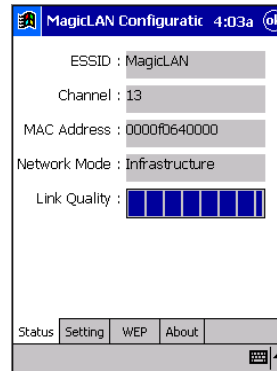 MagicLAN Configuratic 4:03a ok
ESSID : MagicLAN
Channel : 13
MAC Address : 0000f0640000
Network Mode : Infrastructure
Link Quality :
Status Setting WEP About